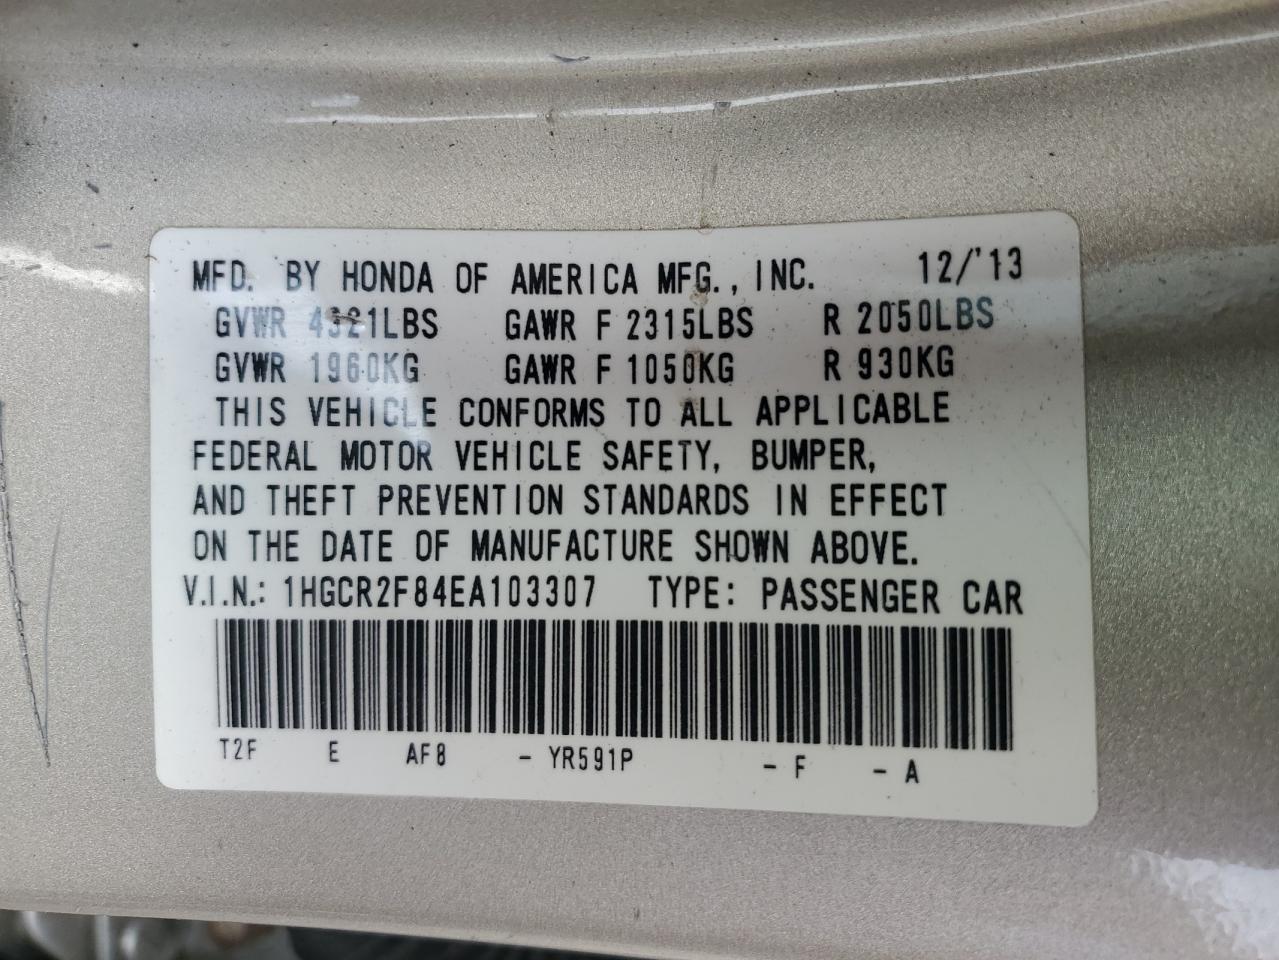 MFD. BY HONDA OF AMERICA MFG., INC. 12/'13
GVWR 4321LBS GAWR F 2315LBS R 2050LBS
GVWR 1960KG GAWR F 1050KG R 930KG
THIS VEHICLE CONFORMS TO ALL APPLICABLE
FEDERAL MOTOR VEHICLE SAFETY, BUMPER,
AND THEFT PREVENTION STANDARDS IN EFFECT
ON THE DATE OF MANUFACTURE SHOWN ABOVE.
V.I.N.: 1HGCR2F84EA103307 TYPE: PASSENGER CAR
T2F E AF8 - YR591P - F - A